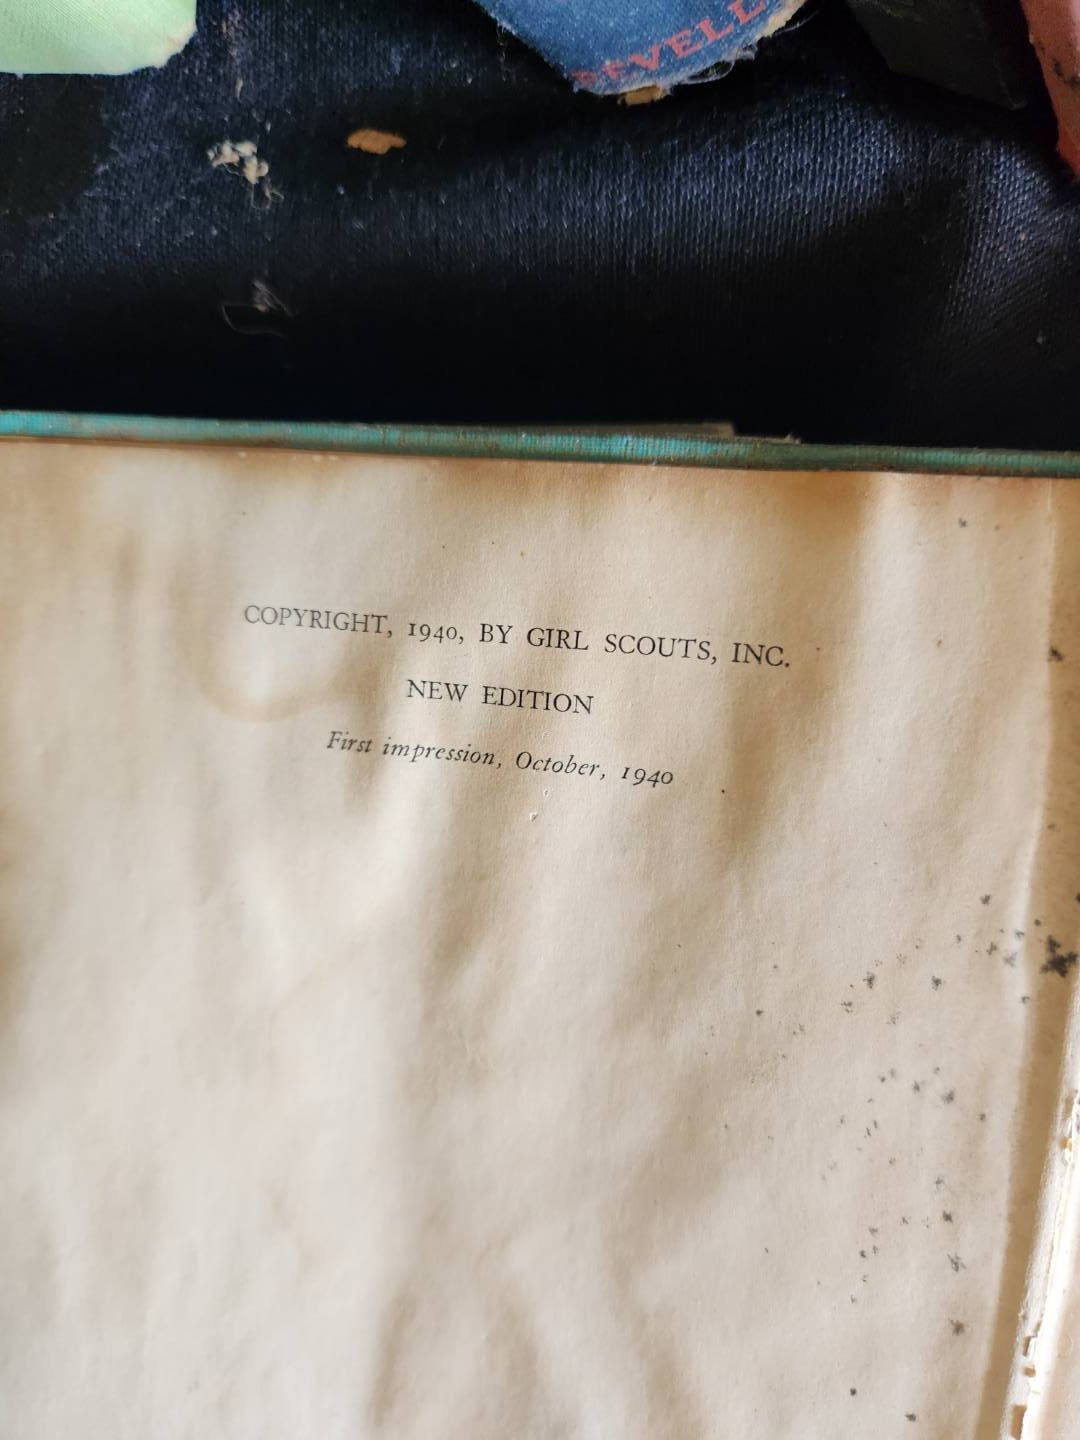 COPYRIGHT, 1940, BY GIRL SCOUTS, INC.
NEW EDITION
First impression, October, 1940